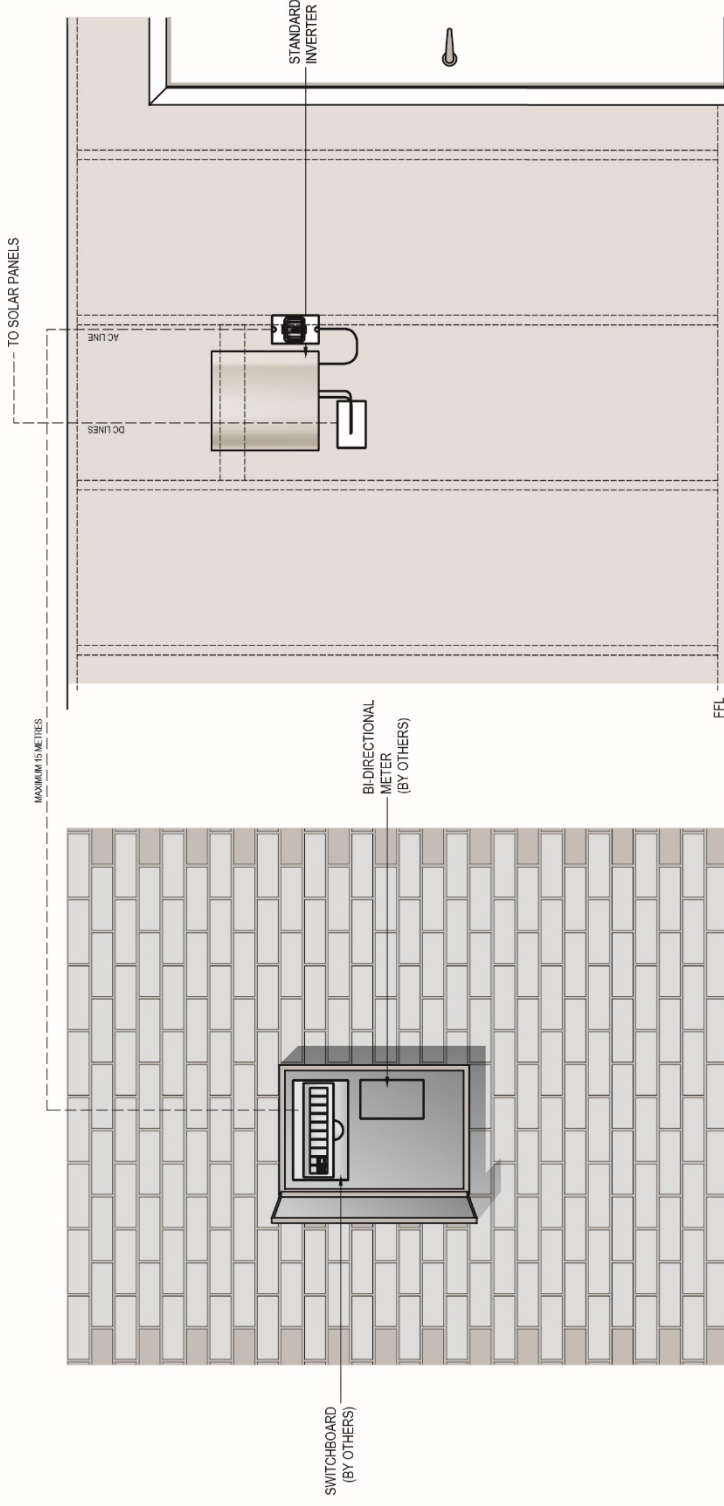 TO SOLAR PANELS
MAXIMUM 15 METRES
AC LINE
DC LINES
STANDARD
INVERTER
BI-DIRECTIONAL
METER
(BY OTHERS)
SWITCHBOARD
(BY OTHERS)
FFL